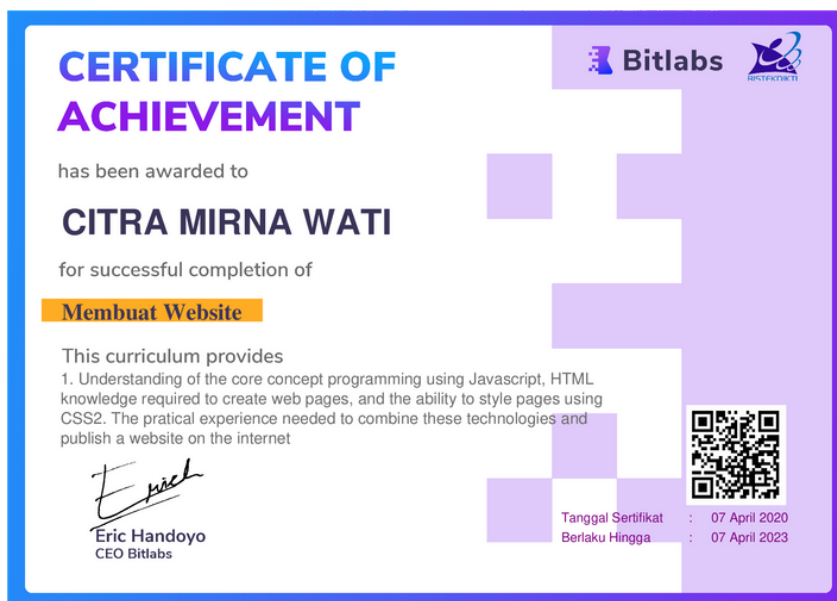 CERTIFICATE OF
ACHIEVEMENT
Bitlabs
RISTEKDIKTI
has been awarded to
CITRA MIRNA WATI
for successful completion of
Membuat Website
This curriculum provides
1. Understanding of the core concept programming using Javascript, HTML
knowledge required to create web pages, and the ability to style pages using
CSS2. The pratical experience needed to combine these technologies and
publish a website on the internet
Erich
Eric Handoyo
CEO Bitlabs
Tanggal Sertifikat : 07 April 2020
Berlaku Hingga : 07 April 2023